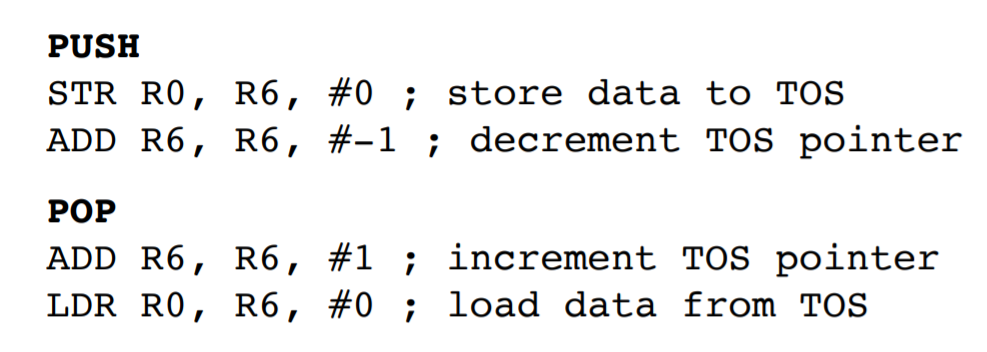 PUSH
STR R0, R6, #0 ; store data to TOS
ADD R6, R6, #-1 ; decrement TOS pointer
POP
ADD R6, R6, #1 ; increment TOS pointer
LDR R0, R6, #0 ; load data from TOS